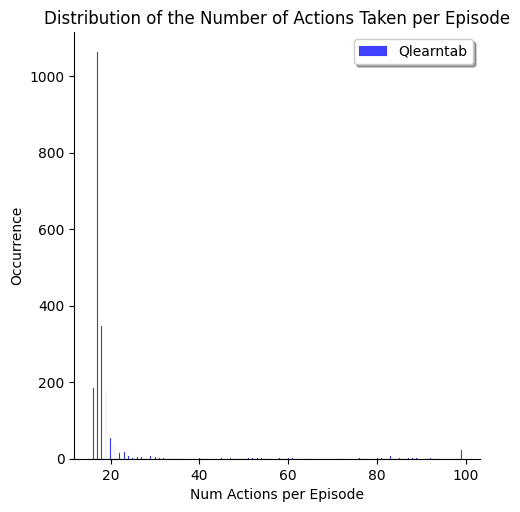 Distribution of the Number of Actions Taken per Episode
Qlearntab
1000
800
600
400
200
0
Occurrence
20
40
60
80
100
Num Actions per Episode